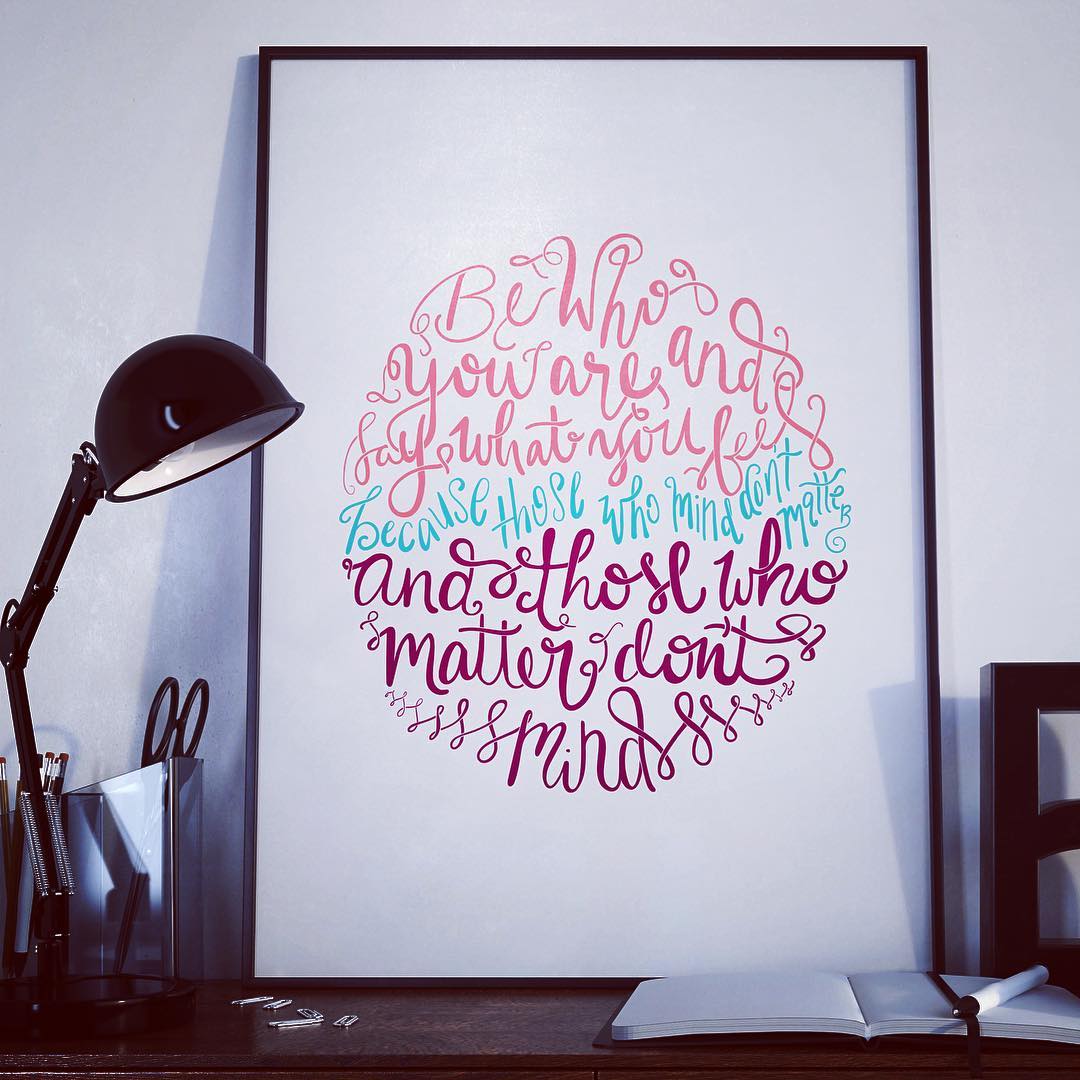 Be Who
You are, and
Say what you feel
because those who mind don't matteR
and those who
matter don't
mind